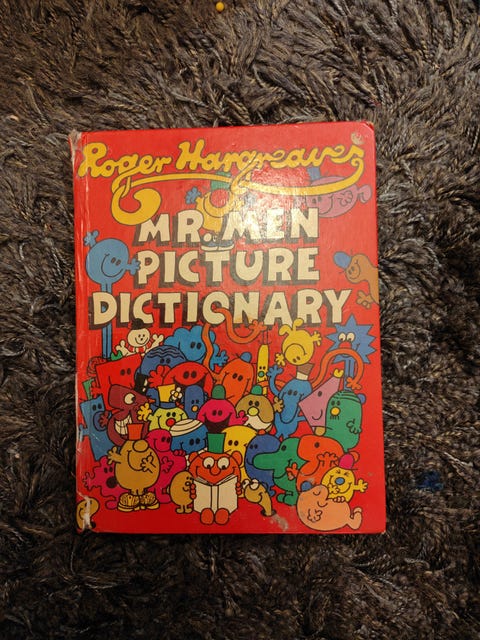 Roger Hargreaves
MR. MEN
PICTURE
DICTIONARY